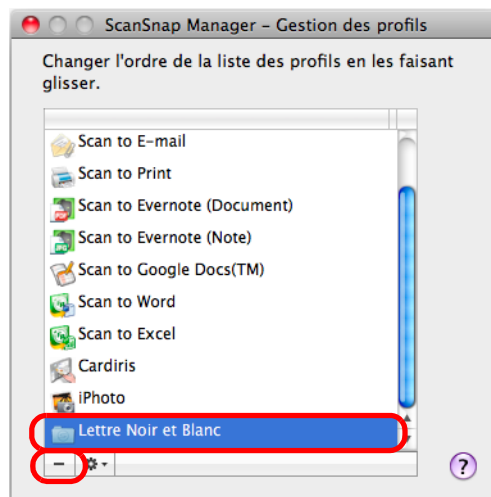 ScanSnap Manager – Gestion des profils
Changer l'ordre de la liste des profils en les faisant
glisser.
Scan to E-mail
Scan to Print
Scan to Evernote (Document)
Scan to Evernote (Note)
Scan to Google Docs(TM)
Scan to Word
Scan to Excel
Cardiris
iPhoto
Lettre Noir et Blanc